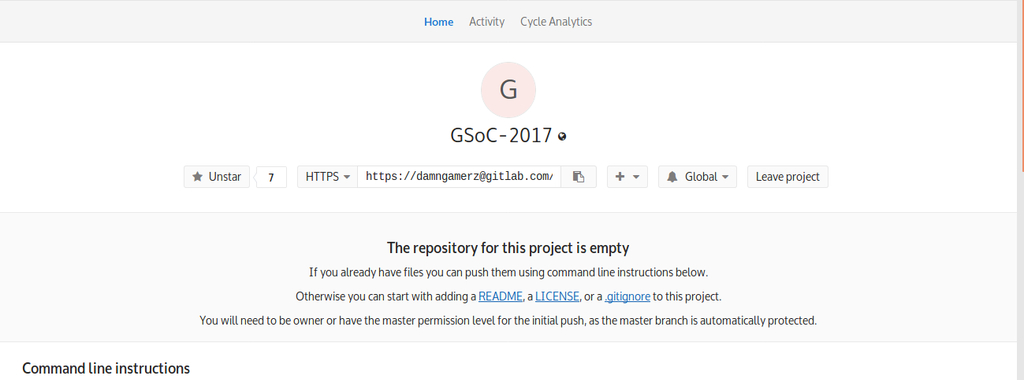 Home Activity Cycle Analytics
G
GSoC-2017
Unstar 7 HTTPS https://damngamerz@gitlab.com/ + Global Leave project
The repository for this project is empty
If you already have files you can push them using command line instructions below.
Otherwise you can start with adding a README, a LICENSE, or a .gitignore to this project.
You will need to be owner or have the master permission level for the initial push, as the master branch is automatically protected.
Command line instructions